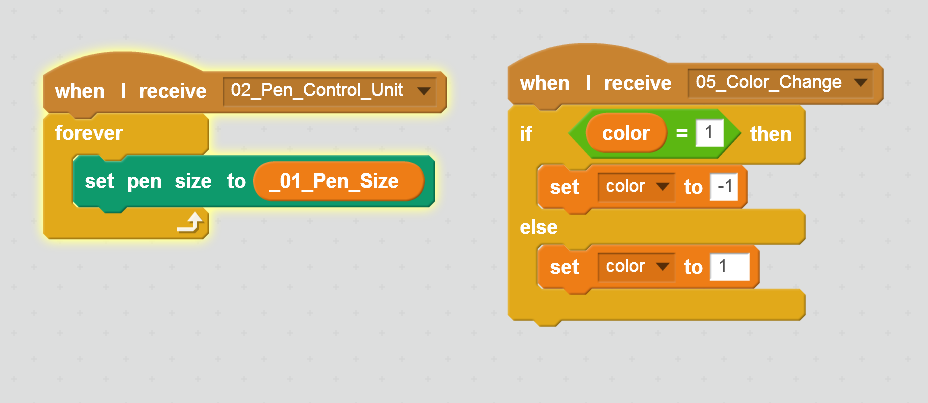 when I receive 02_Pen_Control_Unit
forever
set pen size to _01_Pen_Size
when I receive 05_Color_Change
if color = 1 then
set color to -1
else
set color to 1